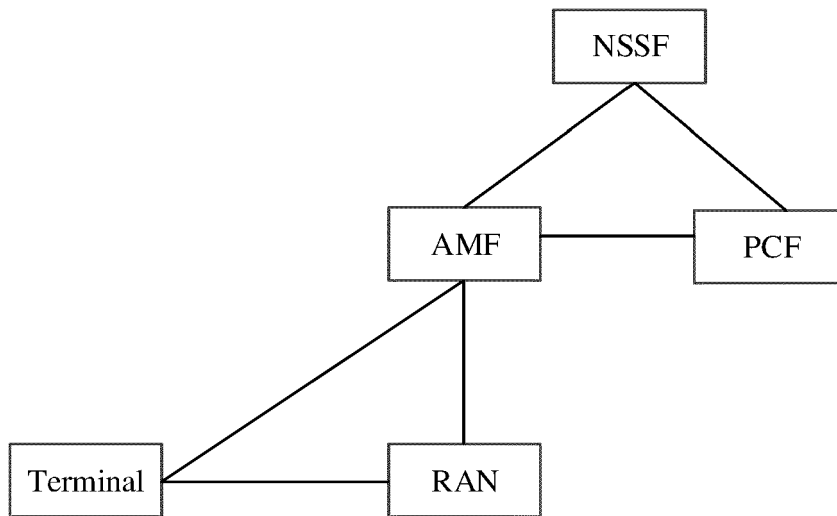 NSSF
AMF
PCF
Terminal
RAN